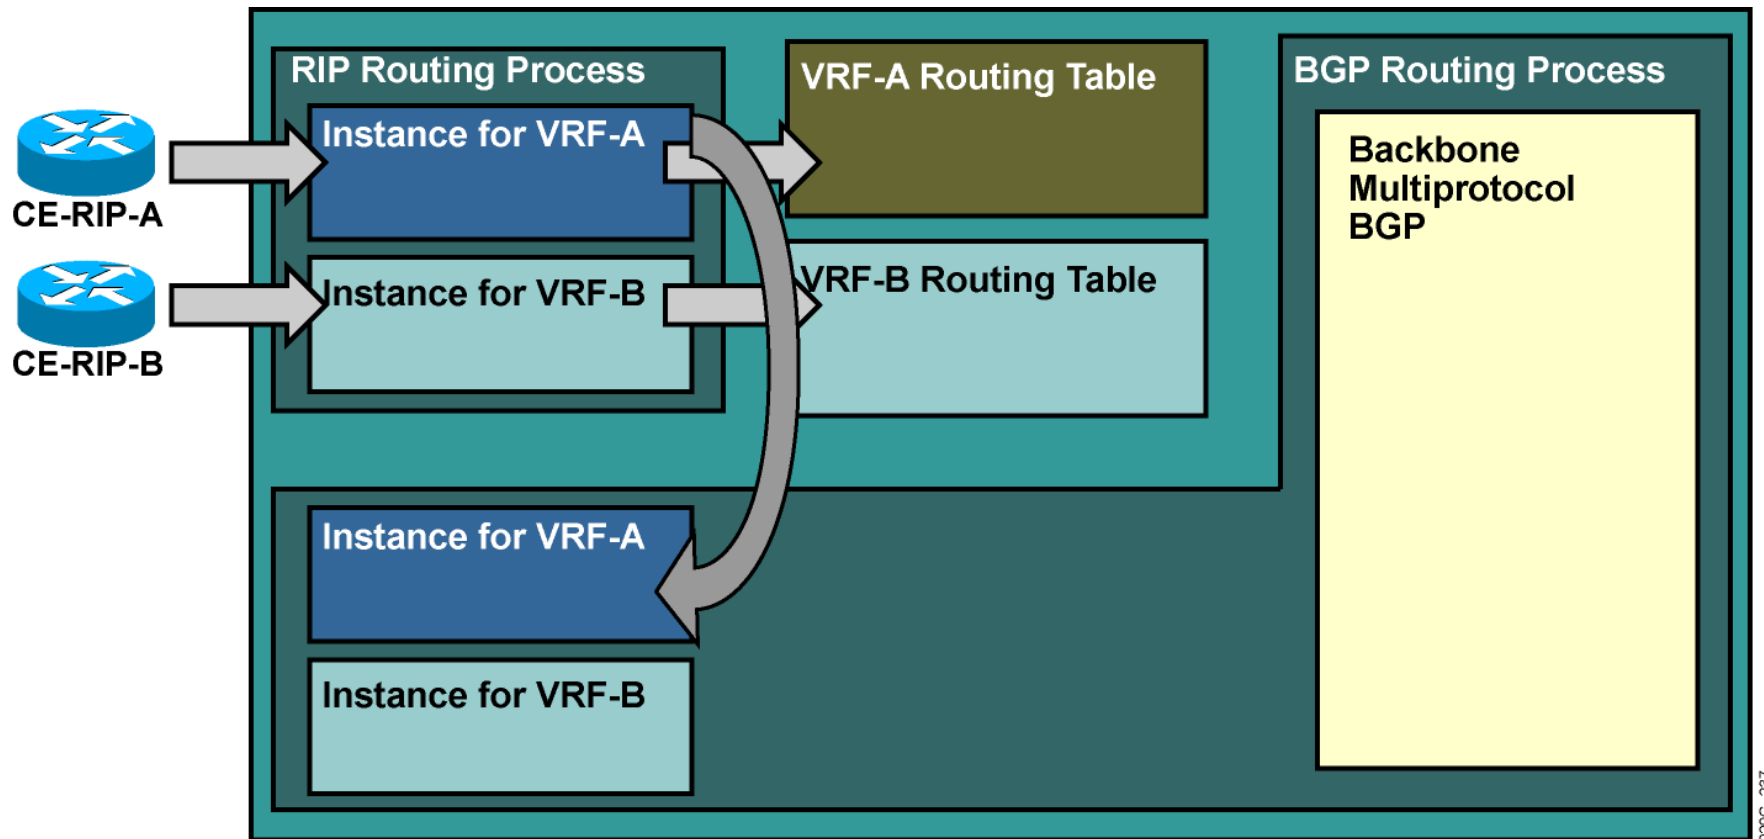 RIP Routing Process
VRF-A Routing Table
BGP Routing Process
Instance for VRF-A
Backbone
Multiprotocol
BGP
CE-RIP-A
Instance for VRF-B
VRF-B Routing Table
CE-RIP-B
Instance for VRF-A
Instance for VRF-B